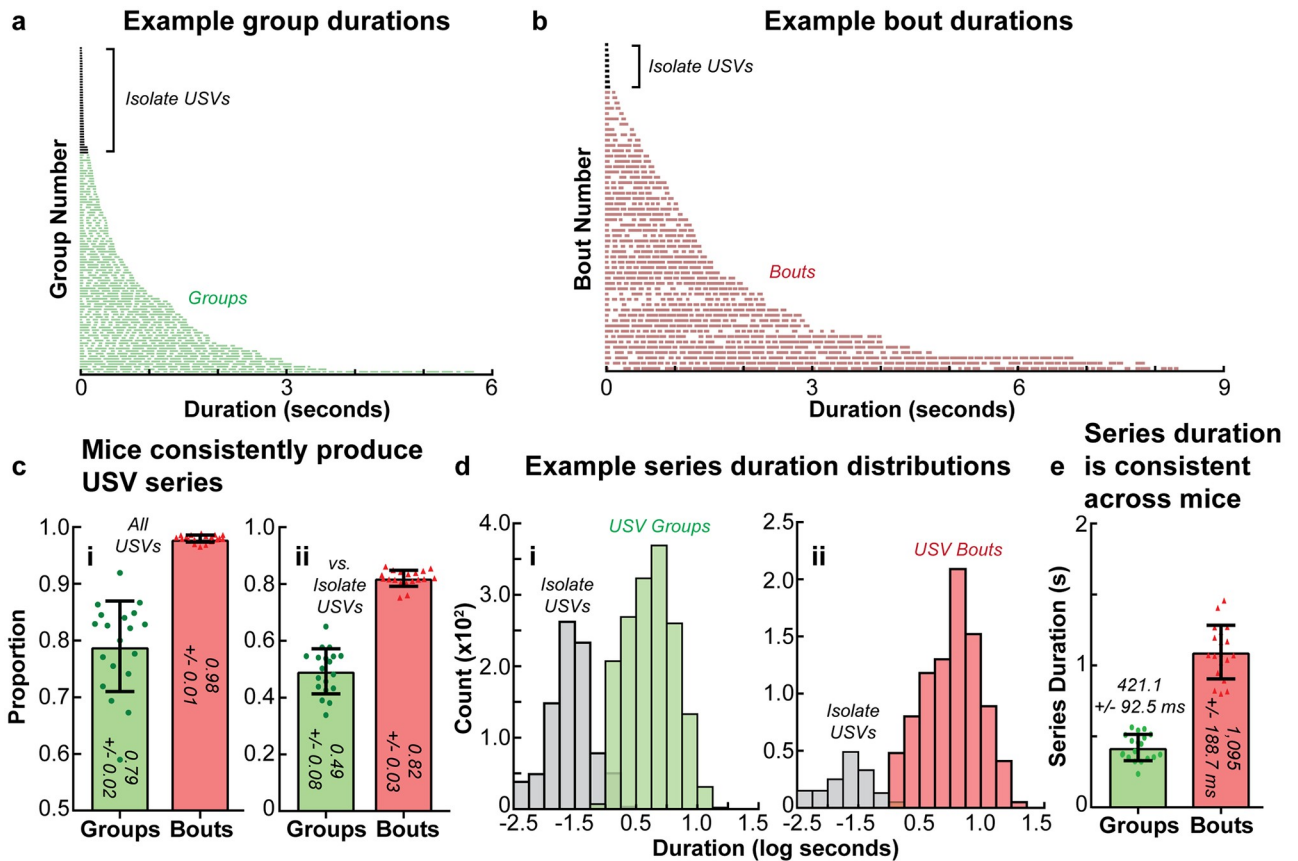 a
Example group durations
Isolate USVs
Group Number
Groups
0 3 6
Duration (seconds)
b
Example bout durations
Isolate USVs
Bout Number
Bouts
0 3 6 9
Duration (seconds)
c
Mice consistently produce
USV series
Proportion
i
All
USVs
1.0
0.9
0.8
0.7
0.6
0.5
0.79
+/- 0.02
0.98
+/- 0.01
Groups Bouts
ii
vs.
Isolate
USVs
1.0
0.8
0.6
0.4
0.2
0
0.49
+/- 0.08
0.82
+/- 0.03
Groups Bouts
d
Example series duration distributions
i
USV Groups
Isolate
USVs
Count (x10²)
4.0
3.0
2.0
1.0
0
-2.5 -1.5 0.5 1.5
ii
USV Bouts
Isolate
USVs
2.5
2.0
1.5
1.0
0.5
0
-2.5 -1.5 0.5 1.0 1.5
Duration (log seconds)
e
Series duration
is consistent
across mice
Series Duration (s)
2
1
0
421.1
+/- 92.5 ms
1,095
+/- 188.7 ms
Groups Bouts